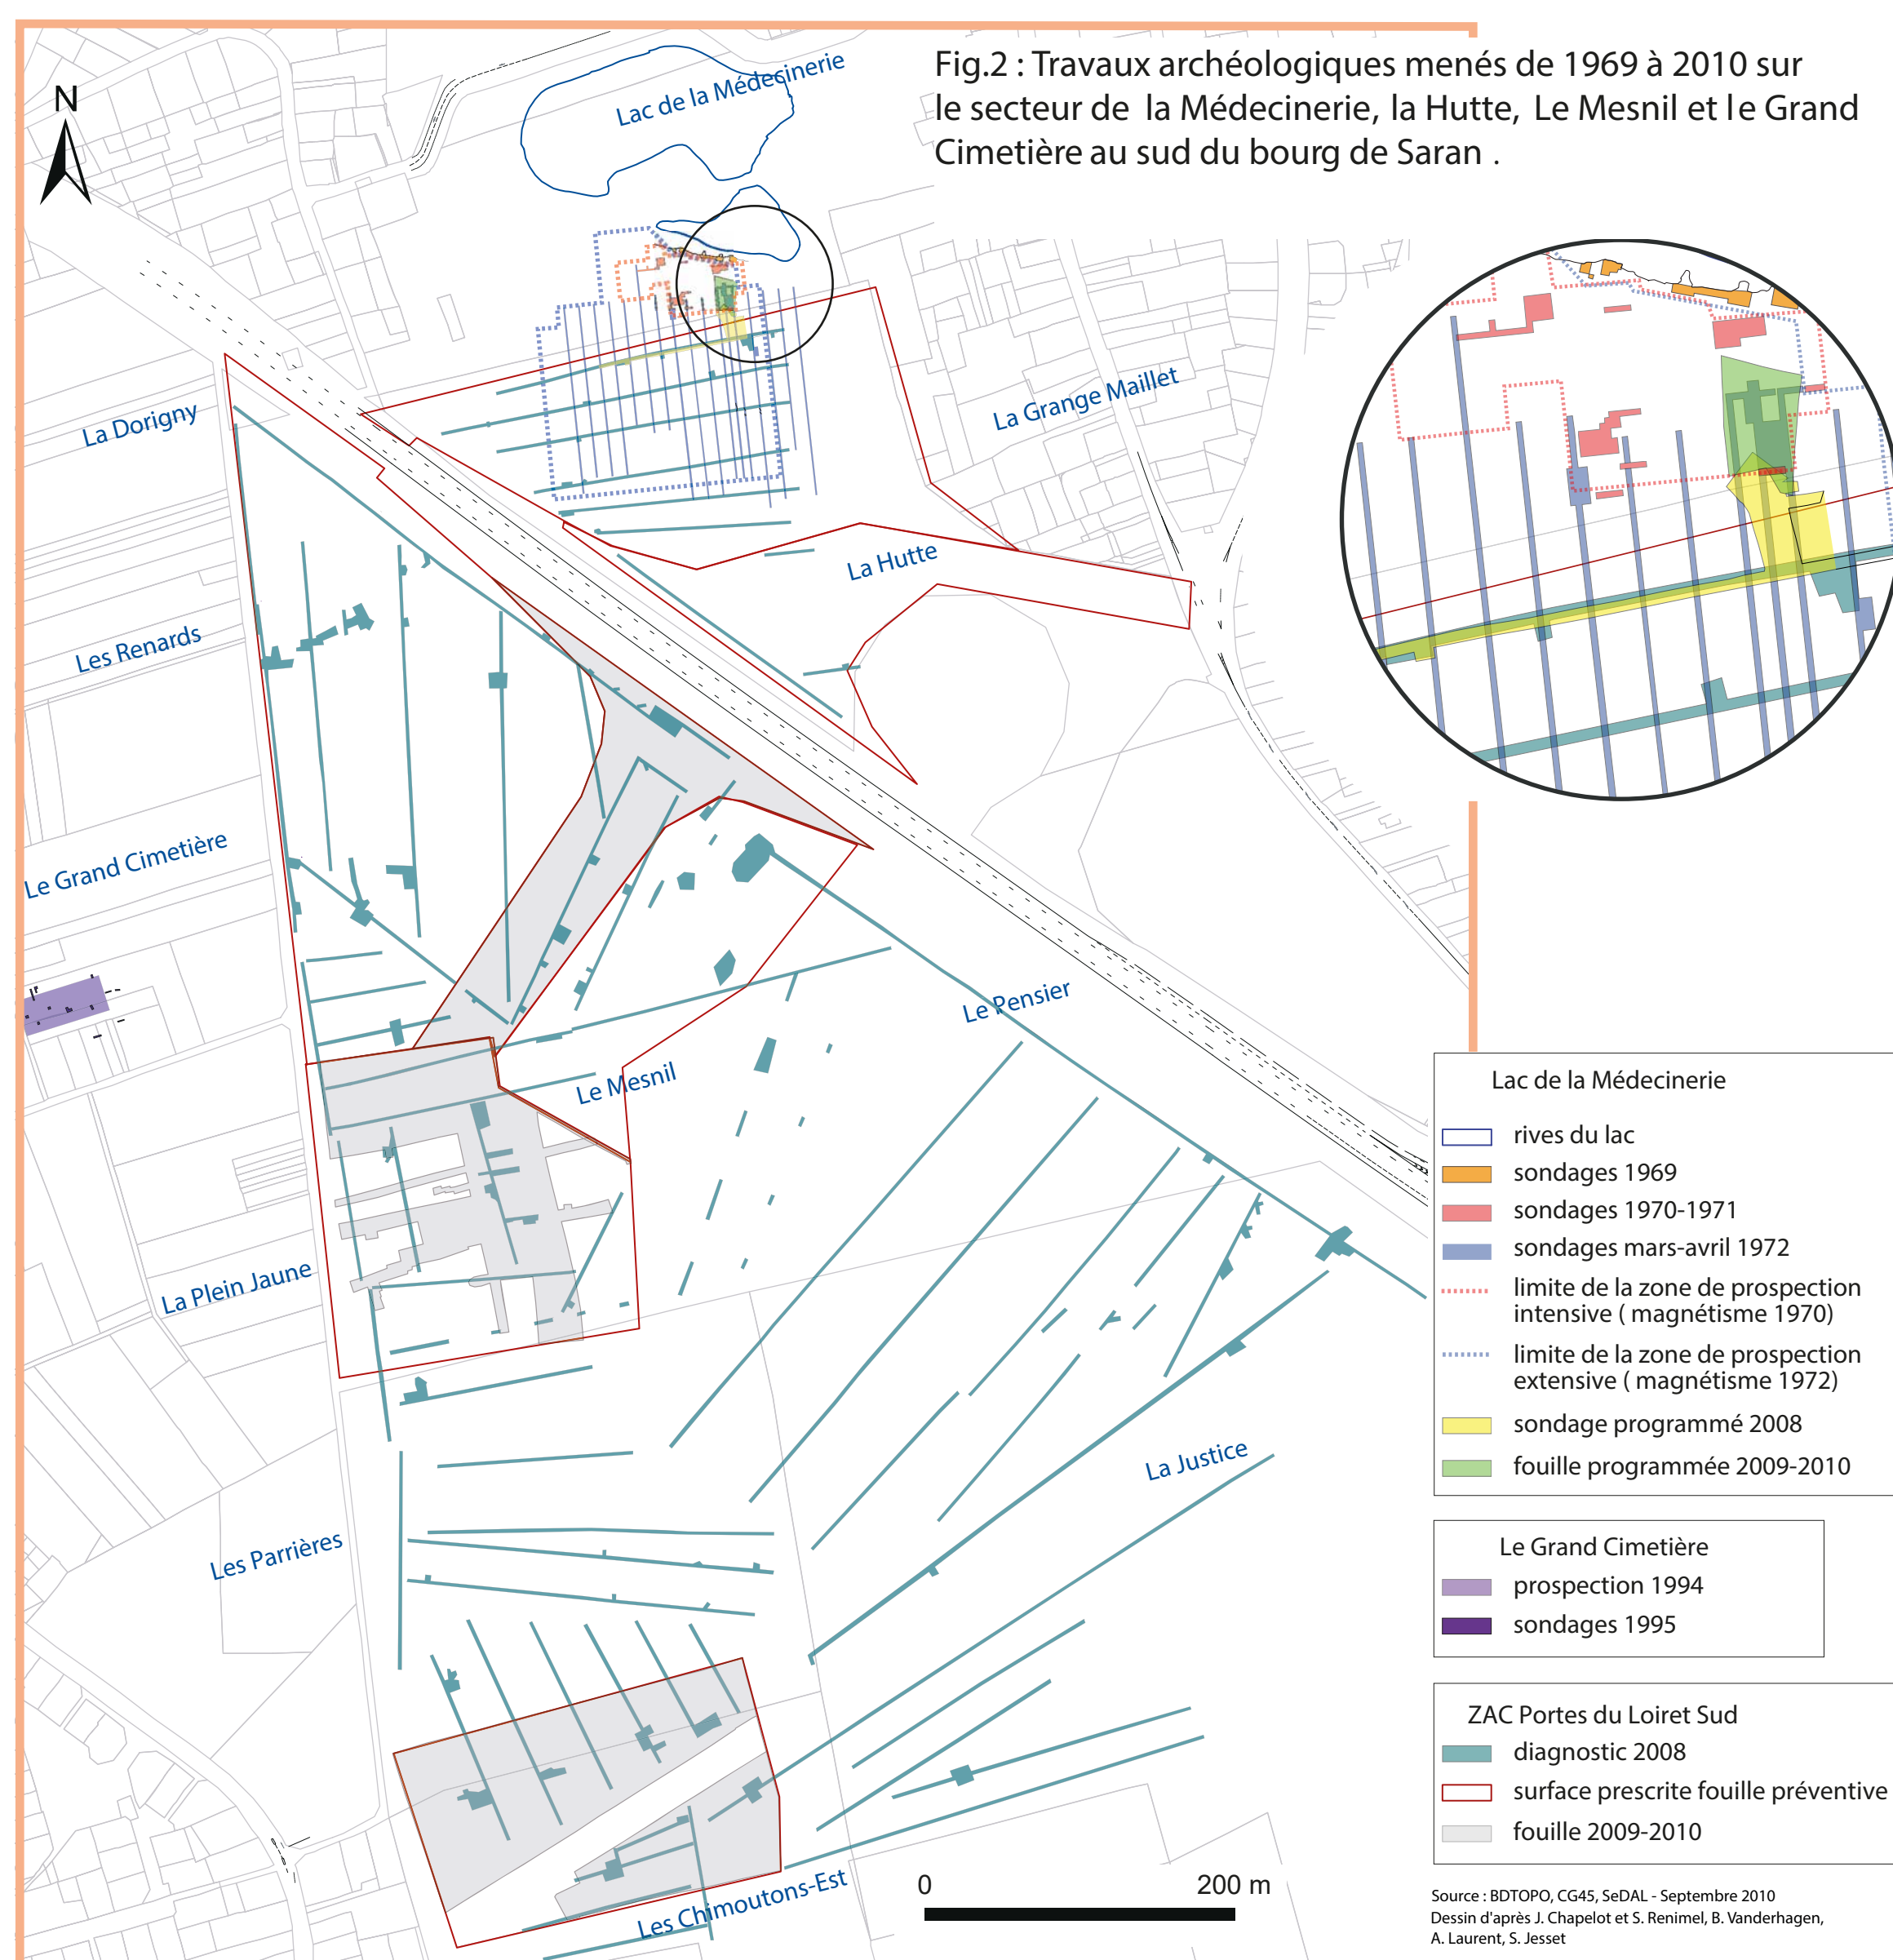 Fig.2 : Travaux archéologiques menés de 1969 à 2010 sur
le secteur de la Médecinerie, la Hutte, Le Mesnil et le Grand
Cimetière au sud du bourg de Saran .
N
Lac de la Médecinerie
La Dorigny
La Grange Maillet
La Hutte
Les Renards
Le Grand Cimetière
Le Pensier
Le Mesnil
La Plein Jaune
La Justice
Les Parrières
Les Chimoutons-Est
0 200 m
Lac de la Médecinerie
rives du lac
sondages 1969
sondages 1970-1971
sondages mars-avril 1972
limite de la zone de prospection
intensive ( magnétisme 1970)
limite de la zone de prospection
extensive ( magnétisme 1972)
sondage programmé 2008
fouille programmée 2009-2010
Le Grand Cimetière
prospection 1994
sondages 1995
ZAC Portes du Loiret Sud
diagnostic 2008
surface prescrite fouille préventive
fouille 2009-2010
Source : BDTOPO, CG45, SeDAL - Septembre 2010
Dessin d'après J. Chapelot et S. Renimel, B. Vanderhagen,
A. Laurent, S. Jesset